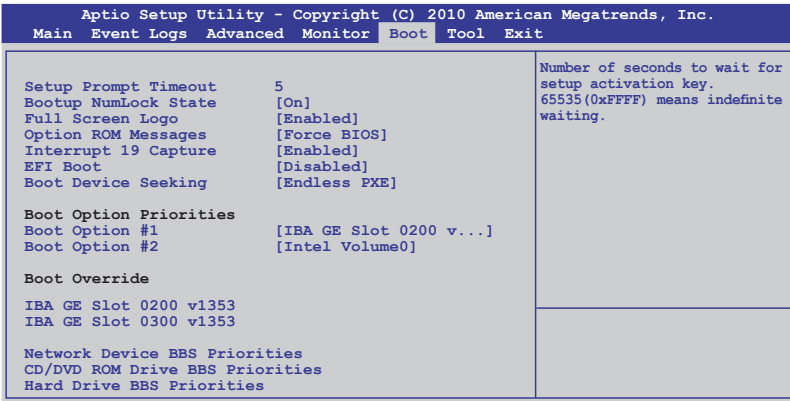 Aptio Setup Utility - Copyright (C) 2010 American Megatrends, Inc.
Main Event Logs Advanced Monitor Boot Tool Exit
Setup Prompt Timeout 5
Bootup NumLock State [On]
Full Screen Logo [Enabled]
Option ROM Messages [Force BIOS]
Interrupt 19 Capture [Enabled]
EFI Boot [Disabled]
Boot Device Seeking [Endless PXE]
Boot Option Priorities
Boot Option #1 [IBA GE Slot 0200 v...]
Boot Option #2 [Intel Volume0]
Boot Override
IBA GE Slot 0200 v1353
IBA GE Slot 0300 v1353
Network Device BBS Priorities
CD/DVD ROM Drive BBS Priorities
Hard Drive BBS Priorities
Number of seconds to wait for
setup activation key.
65535(0xFFFF) means indefinite
waiting.